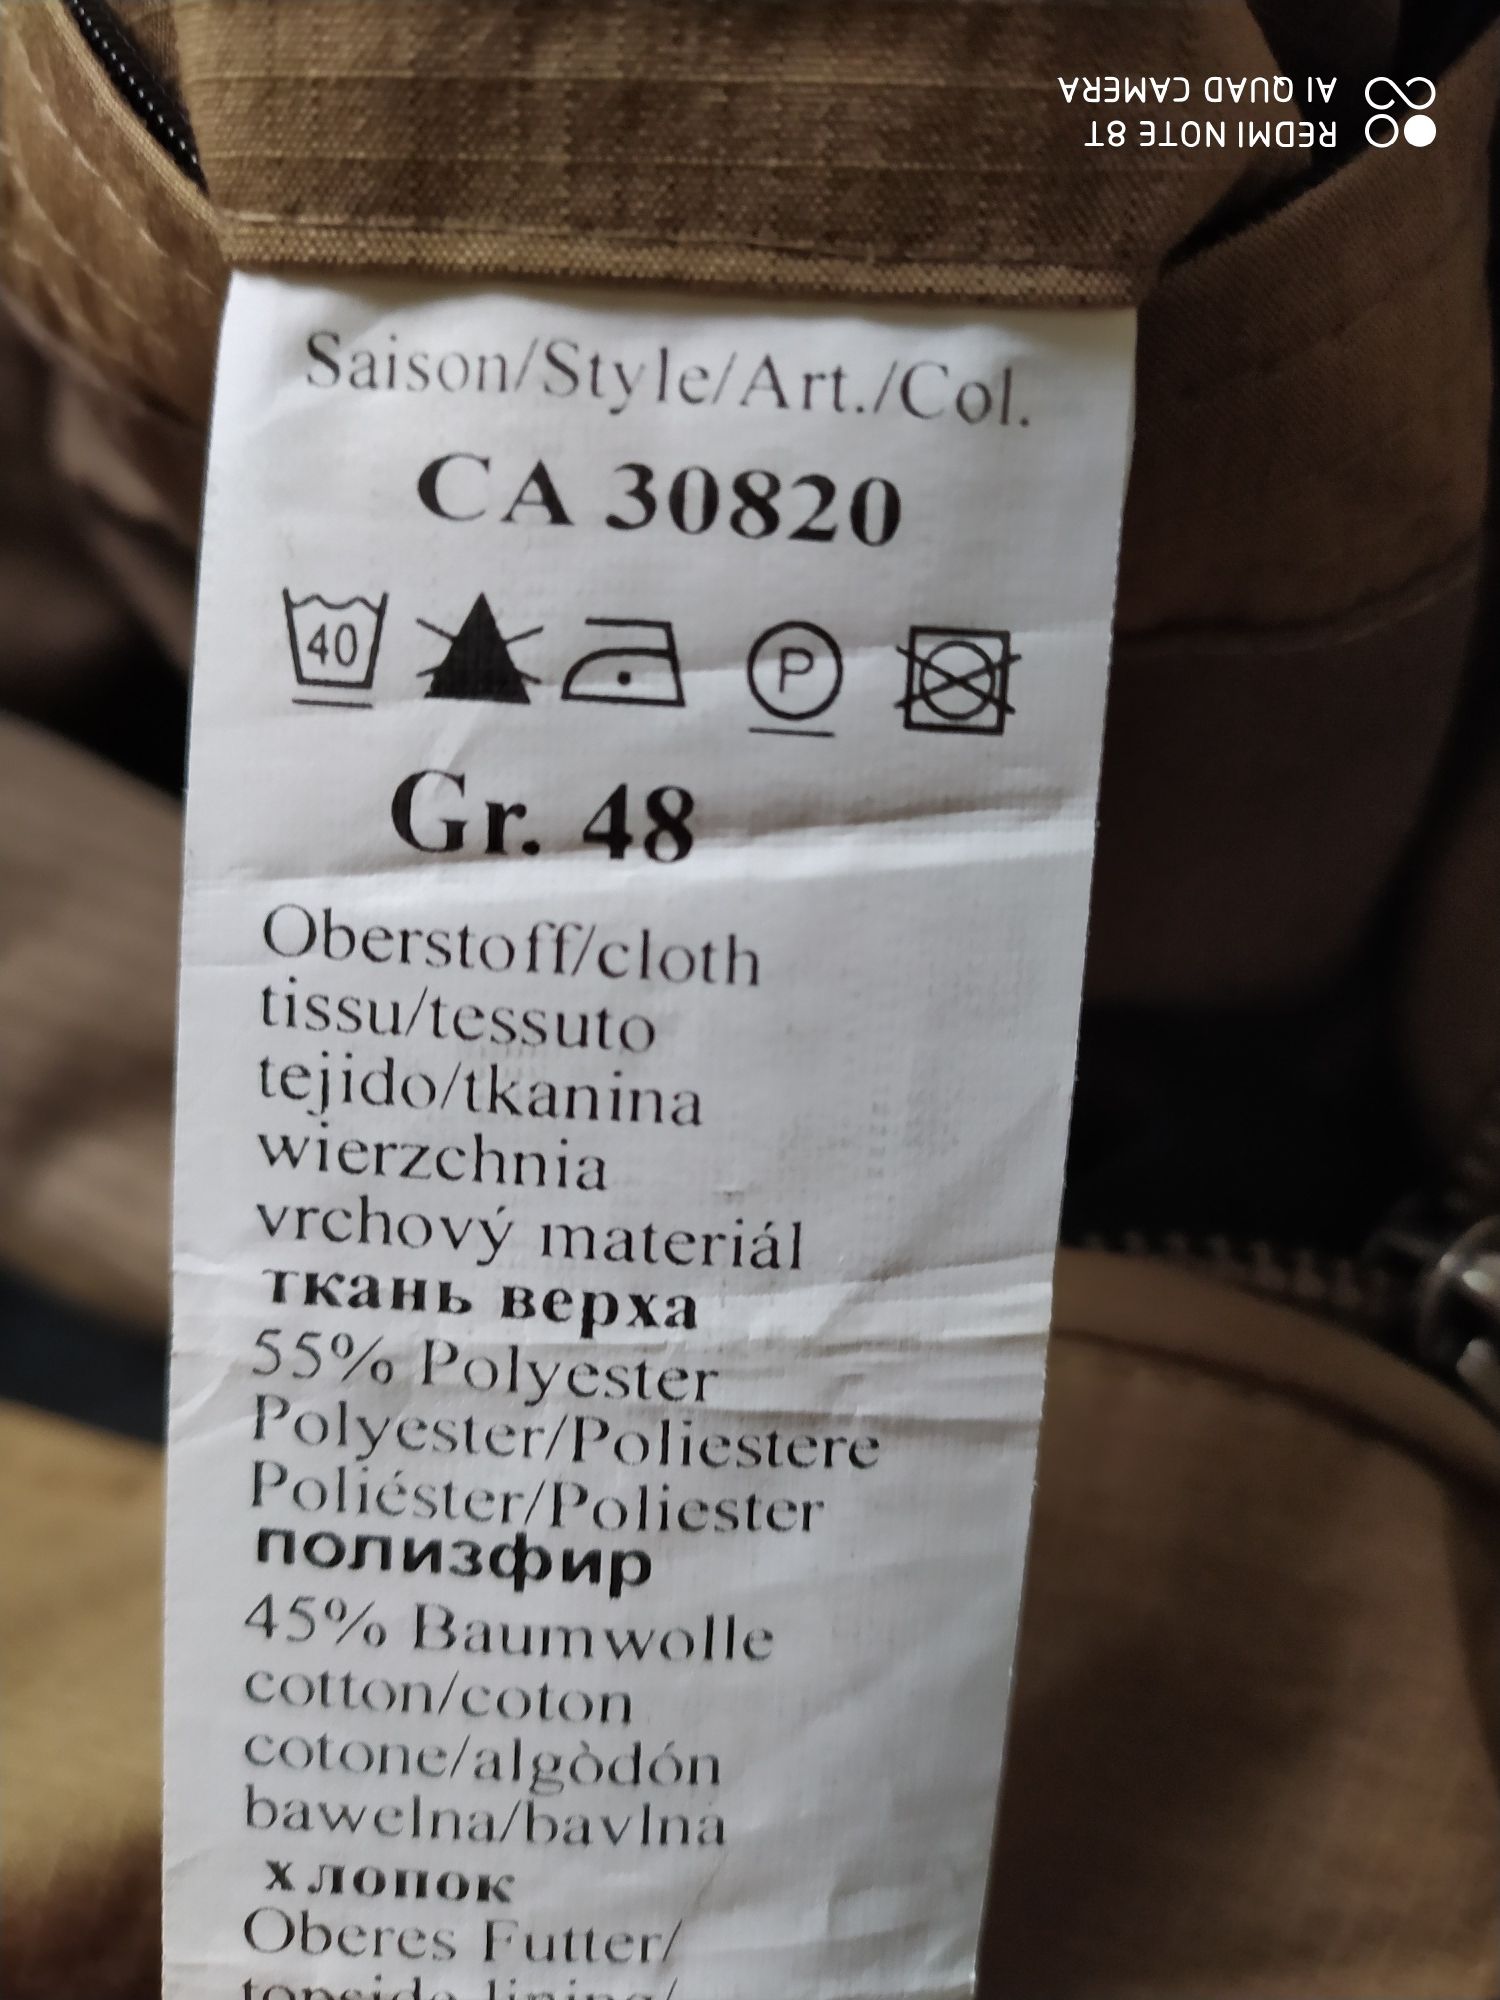 REDMI NOTE 8T
AI QUAD CAMERA
Saison/Style/Art./Col.
CA 30820
40
P
Gr. 48
Oberstoff/cloth
tissu/tessuto
tejido/tkanina
wierzchnia
vrchový materiál
ткань верха
55% Polyester
Polyester/Poliestere
Poliéster/Poliester
полизфир
45% Baumwolle
cotton/coton
cotone/algòdón
bawelna/bavlna
хлопок
Oberes Futter/
topside lining/